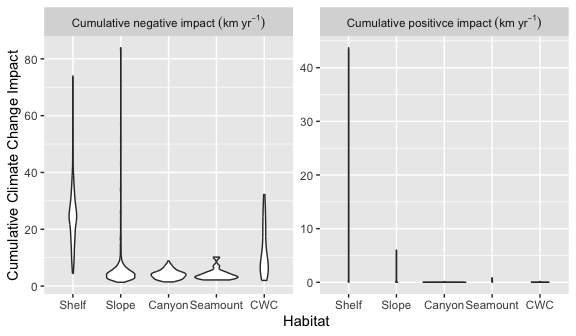 Cumulative negative impact (km yr⁻¹)
Cumulative positivce impact (km yr⁻¹)
Cumulative Climate Change Impact
80
60
40
20
0
40
30
20
10
0
Shelf Slope Canyon Seamount CWC
Shelf Slope Canyon Seamount CWC
Habitat